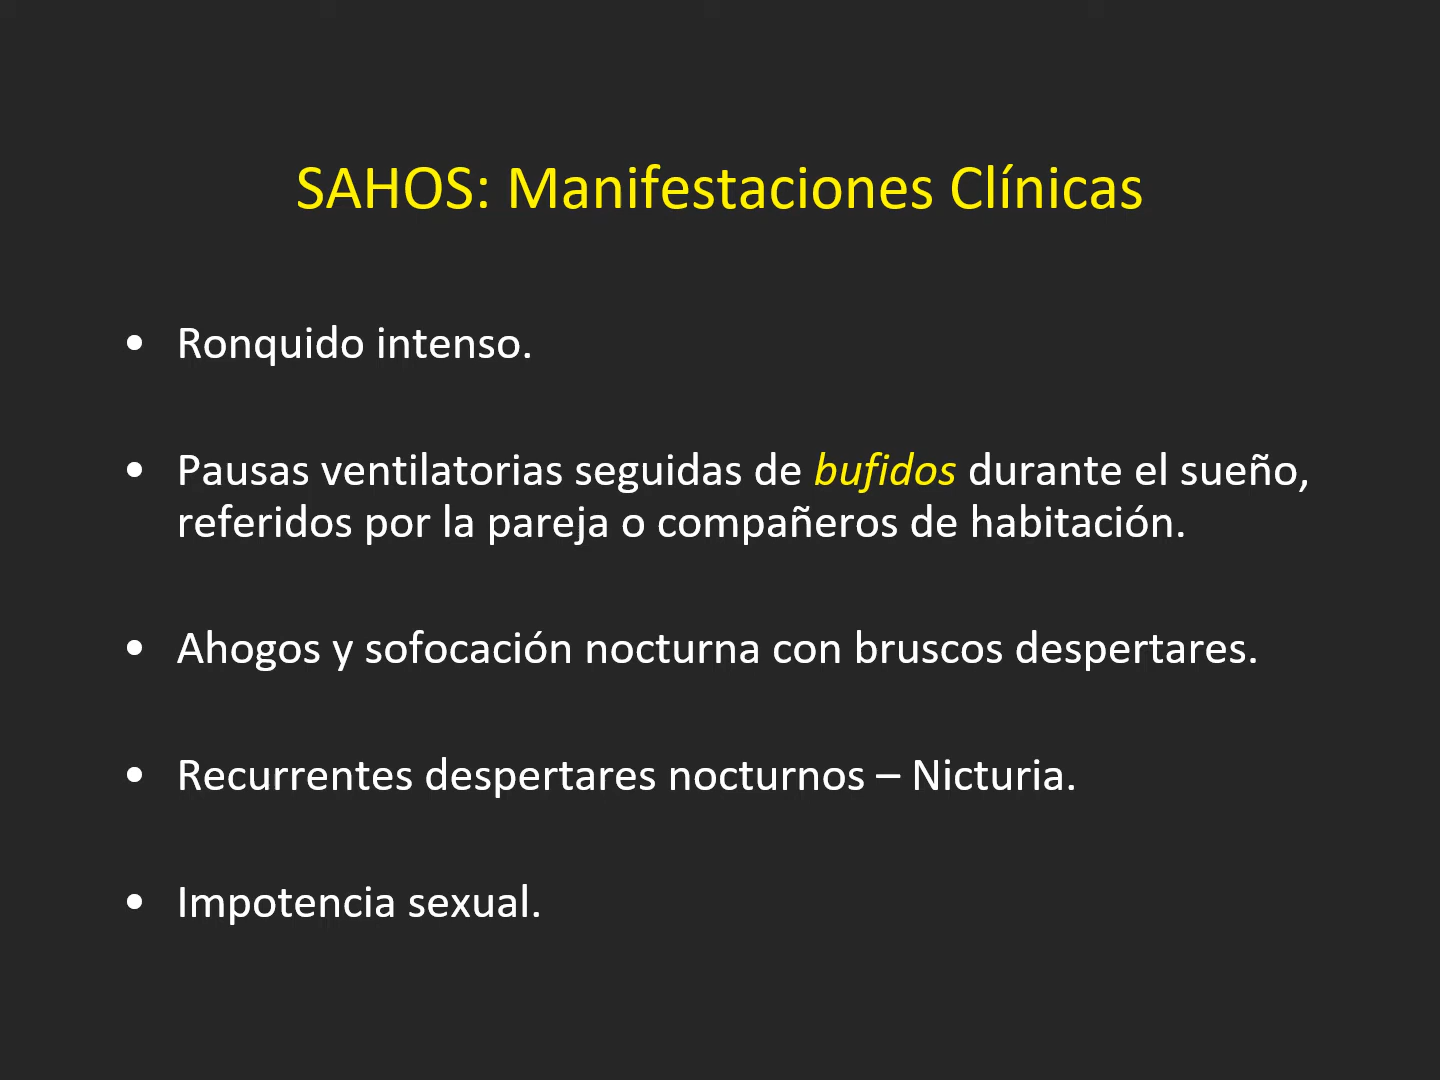 SAHOS: Manifestaciones Clínicas
• Ronquido intenso.
• Pausas ventilatorias seguidas de bufidos durante el sueño,
referidos por la pareja o compañeros de habitación.
• Ahogos y sofocación nocturna con bruscos despertares.
• Recurrentes despertares nocturnos – Nicturia.
• Impotencia sexual.